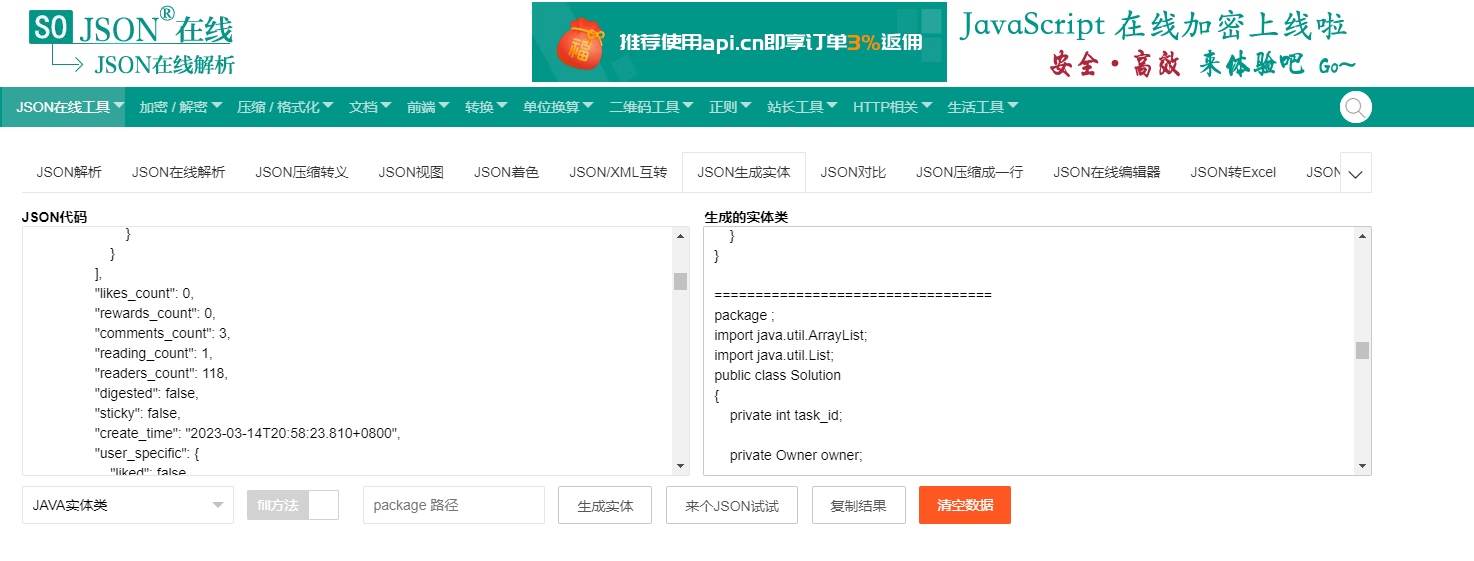 SO JSON®在线
JSON在线解析
福
推荐使用api.cn即享订单3%返佣
JavaScript 在线加密上线啦
安全·高效 来体验吧 Go~
JSON在线工具 加密 / 解密 压缩 / 格式化 文档 前端 转换 单位换算 二维码工具 正则 站长工具 HTTP相关 生活工具
JSON解析 JSON在线解析 JSON压缩转义 JSON视图 JSON着色 JSON/XML互转 JSON生成实体 JSON对比 JSON压缩成一行 JSON在线编辑器 JSON转Excel JSON
JSON代码
}
}
],
"likes_count": 0,
"rewards_count": 0,
"comments_count": 3,
"reading_count": 1,
"readers_count": 118,
"digested": false,
"sticky": false,
"create_time": "2023-03-14T20:58:23.810+0800",
"user_specific": {
"liked": false
生成的实体类
}
}
==================================
package ;
import java.util.ArrayList;
import java.util.List;
public class Solution
{
private int task_id;
private Owner owner;
JAVA实体类 fill方法 package 路径 生成实体 来个JSON试试 复制结果 清空数据